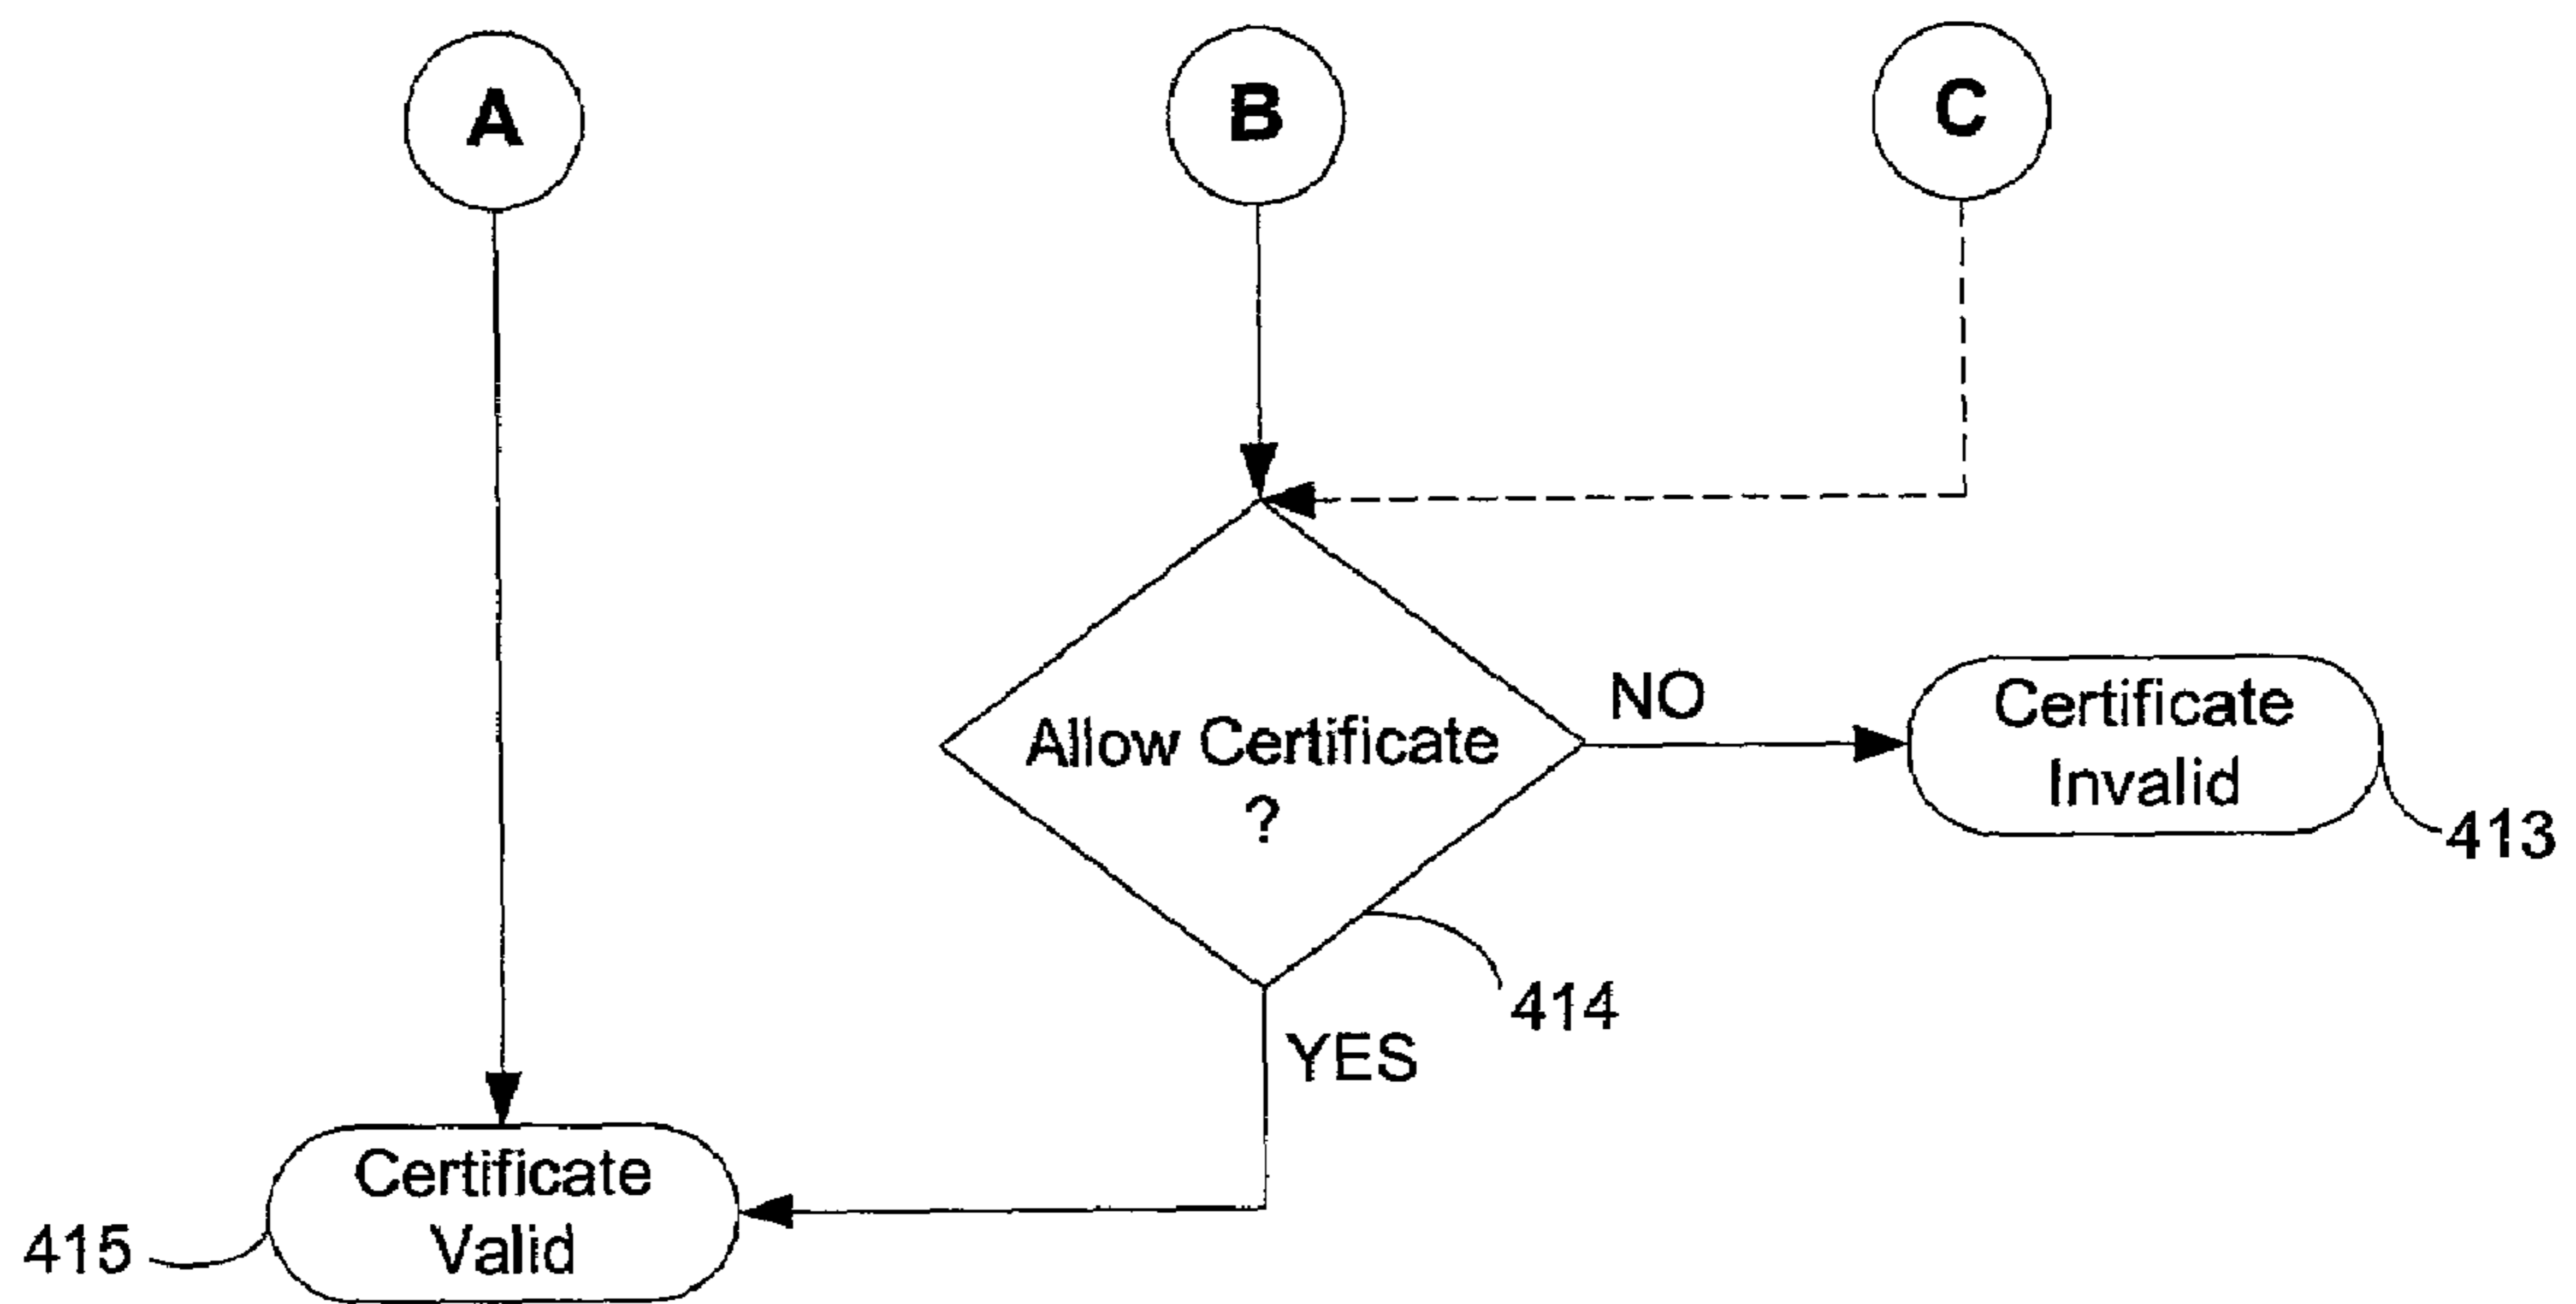 A
B
C
NO
Allow Certificate
?
Certificate
Invalid
413
414
YES
Certificate
Valid
415